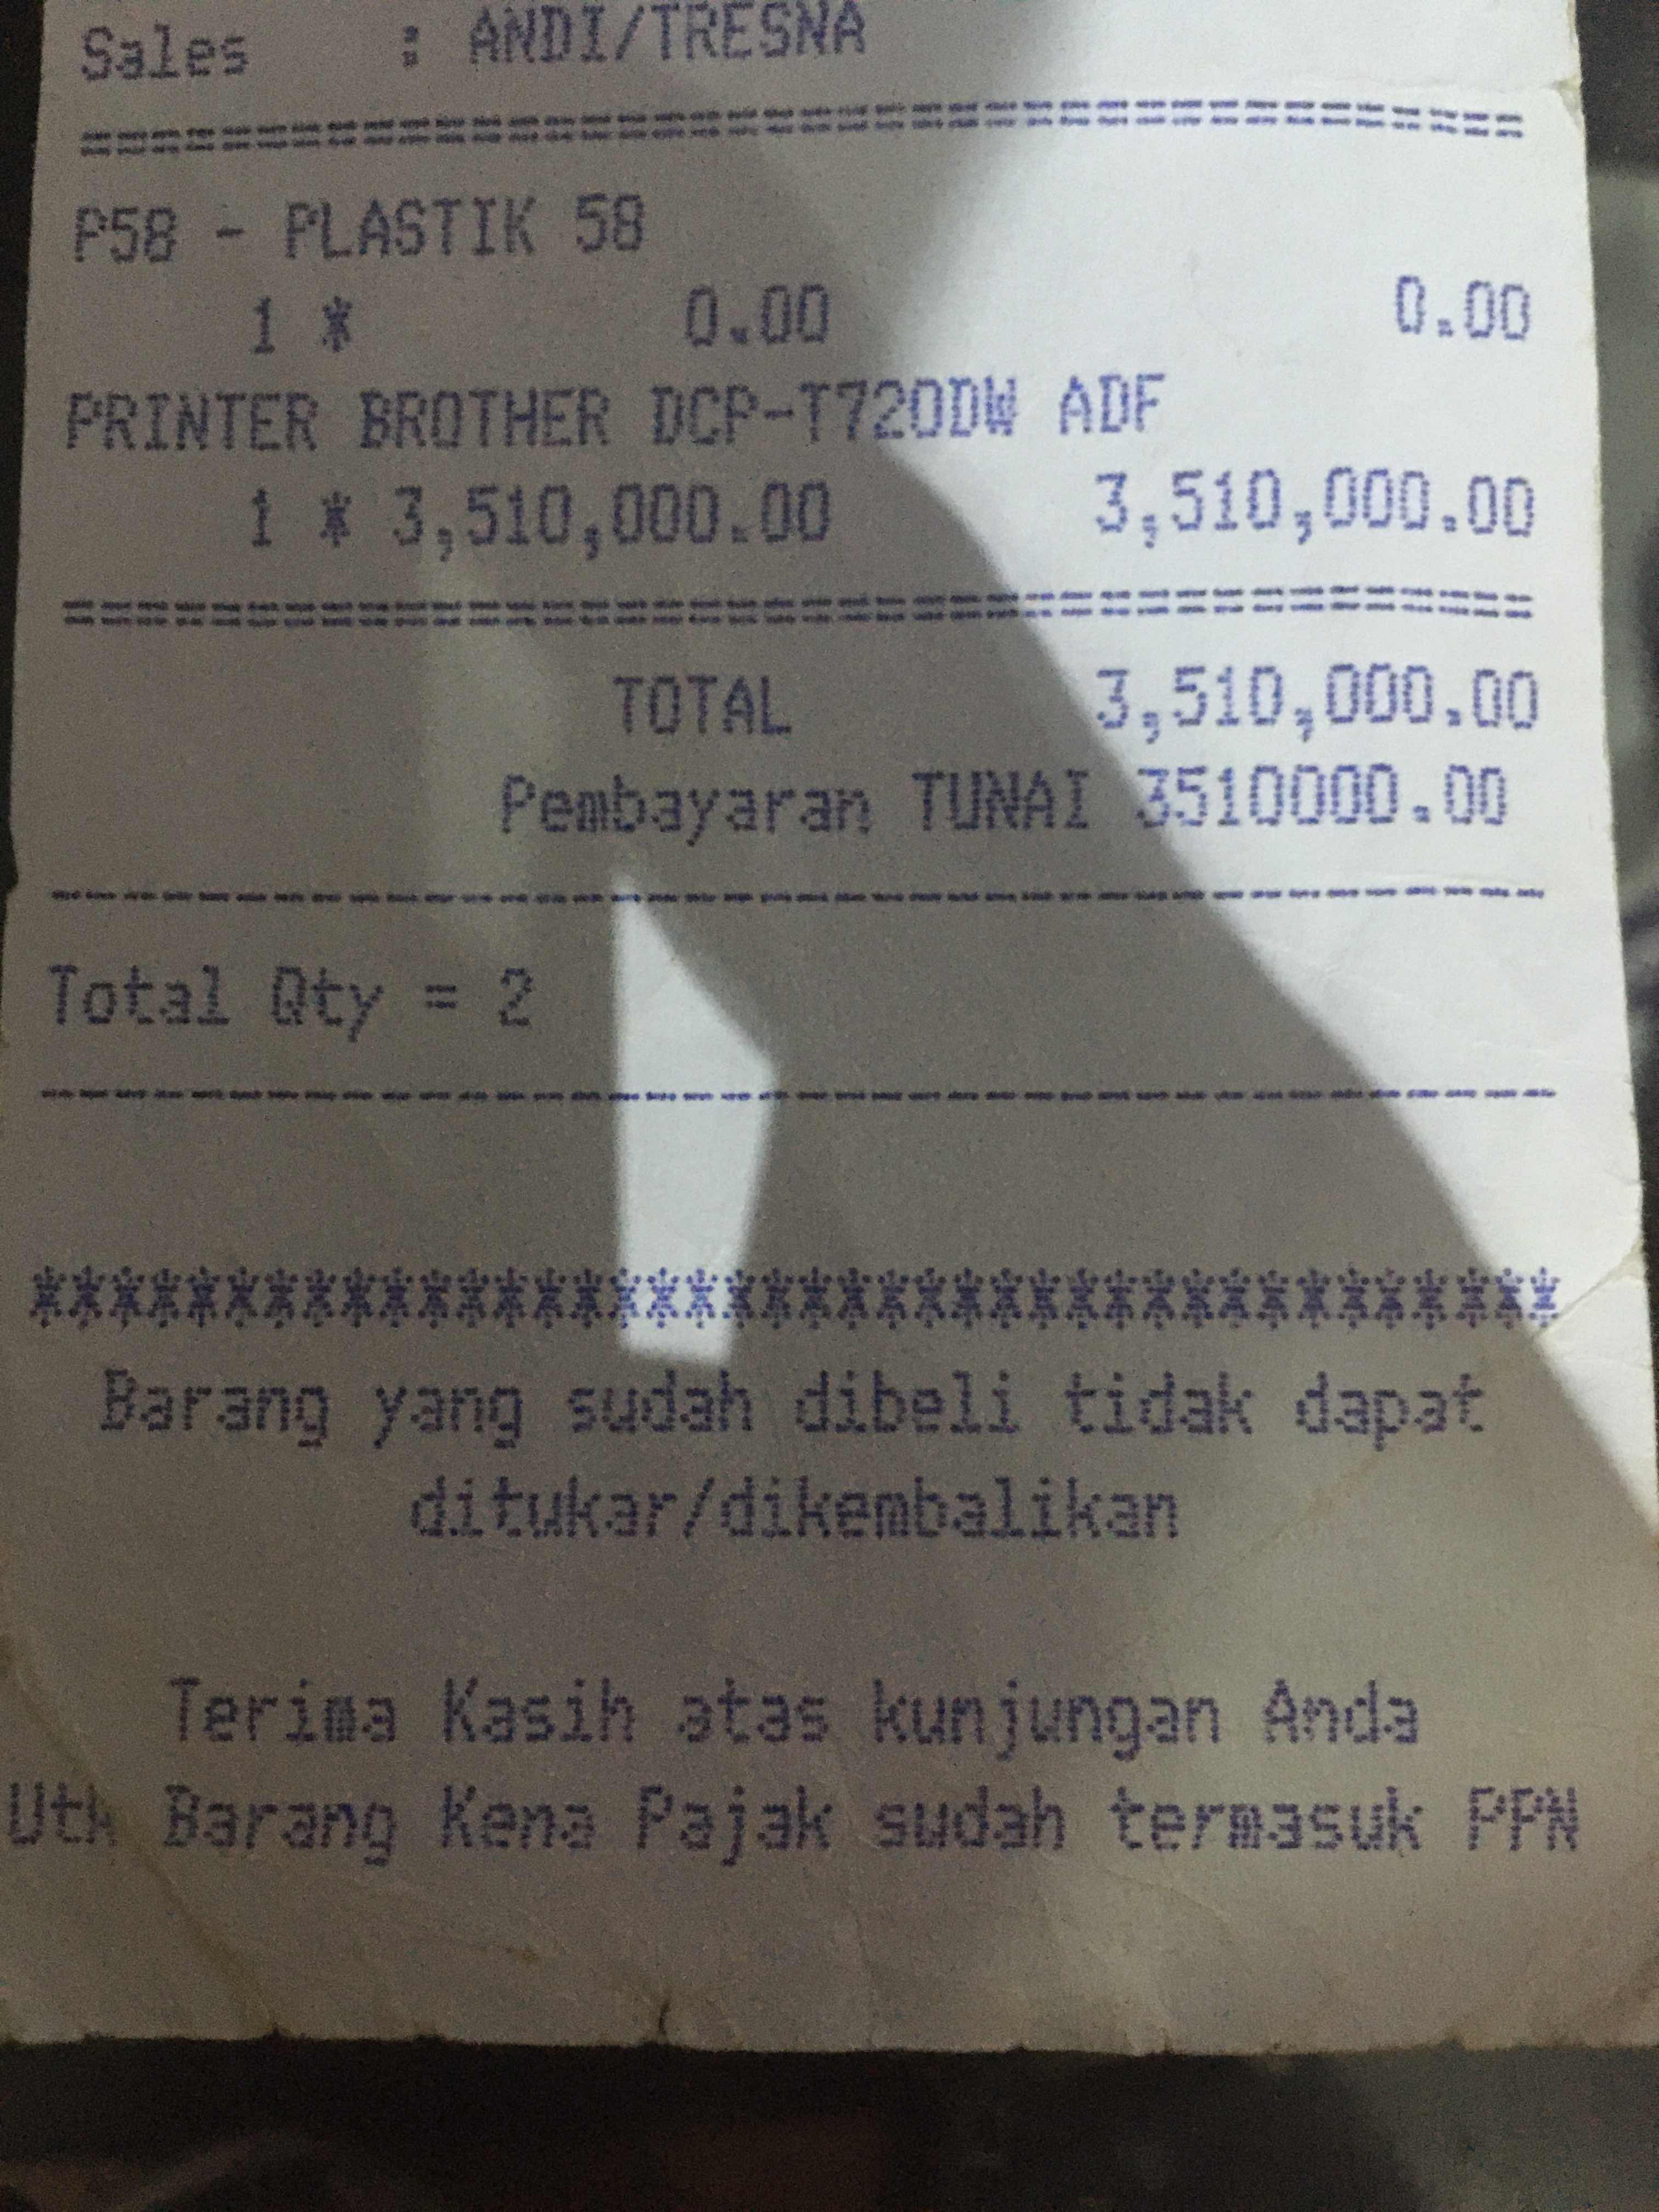 Sales : ANDI/TRESNA
================================
P58 - PLASTIK 58
1 * 0.00 0.00
PRINTER BROTHER DCP-T720DW ADF
1 * 3,510,000.00 3,510,000.00
================================
TOTAL 3,510,000.00
Pembayaran TUNAI 3510000.00
----------------------------------------
Total Qty = 2
----------------------------------------
*****************************************
Barang yang sudah dibeli tidak dapat
ditukar/dikembalikan
Terima Kasih atas kunjungan Anda
Utk Barang Kena Pajak sudah termasuk PPN